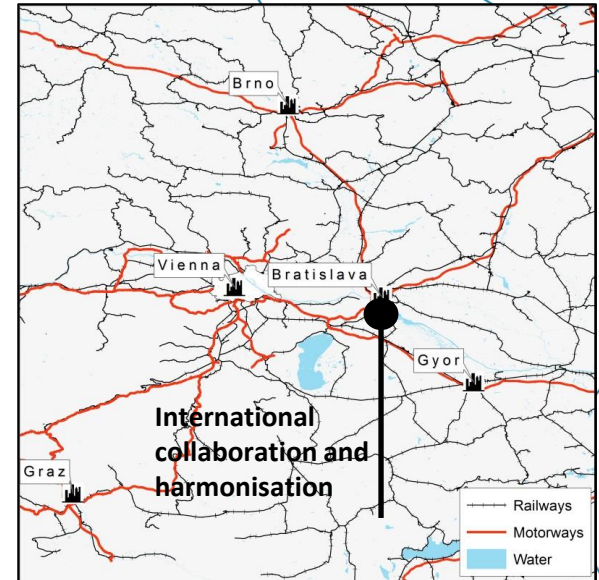 Brno
Vienna
Bratislava
Gyor
International
collaboration and
harmonisation
Graz
Railways
Motorways
Water